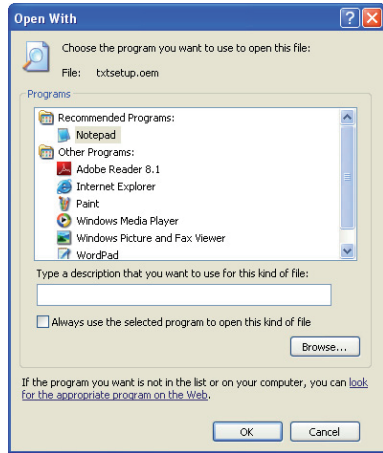 Open With
Choose the program you want to use to open this file:
File: txtsetup.oem
Programs
Recommended Programs:
Notepad
Other Programs:
Adobe Reader 8.1
Internet Explorer
Paint
Windows Media Player
Windows Picture and Fax Viewer
WordPad
Type a description that you want to use for this kind of file:
Always use the selected program to open this kind of file
Browse...
If the program you want is not in the list or on your computer, you can look
for the appropriate program on the Web.
OK Cancel